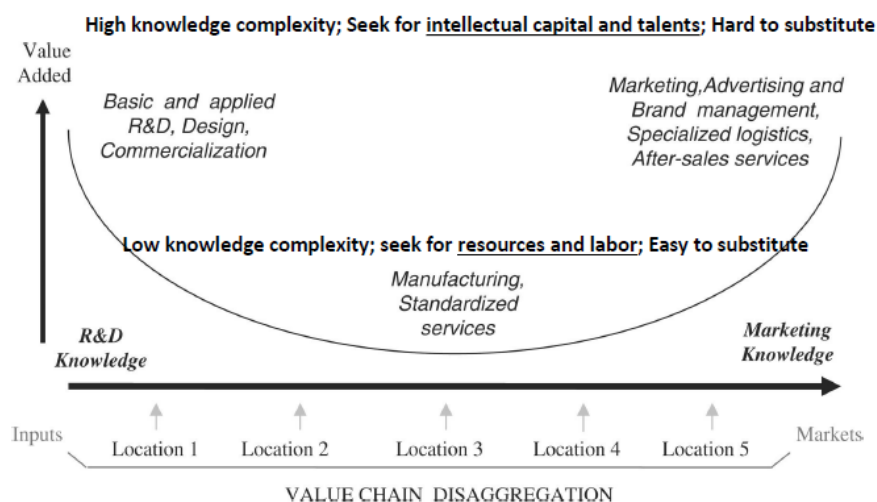 High knowledge complexity; Seek for intellectual capital and talents; Hard to substitute
Value
Added
Basic and applied
R&D, Design,
Commercialization
Marketing,Advertising and
Brand management,
Specialized logistics,
After-sales services
Low knowledge complexity; seek for resources and labor; Easy to substitute
Manufacturing,
Standardized
services
R&D
Knowledge
Marketing
Knowledge
Inputs
Location 1
Location 2
Location 3
Location 4
Location 5
Markets
VALUE CHAIN DISAGGREGATION